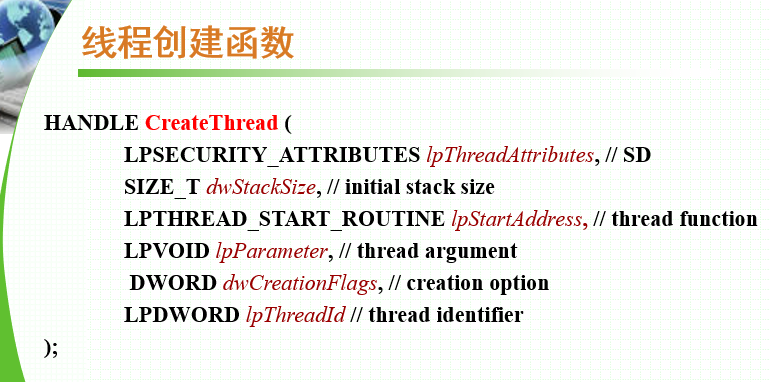 线程创建函数
HANDLE CreateThread (
LPSECURITY_ATTRIBUTES lpThreadAttributes, // SD
SIZE_T dwStackSize, // initial stack size
LPTHREAD_START_ROUTINE lpStartAddress, // thread function
LPVOID lpParameter, // thread argument
DWORD dwCreationFlags, // creation option
LPDWORD lpThreadId // thread identifier
);